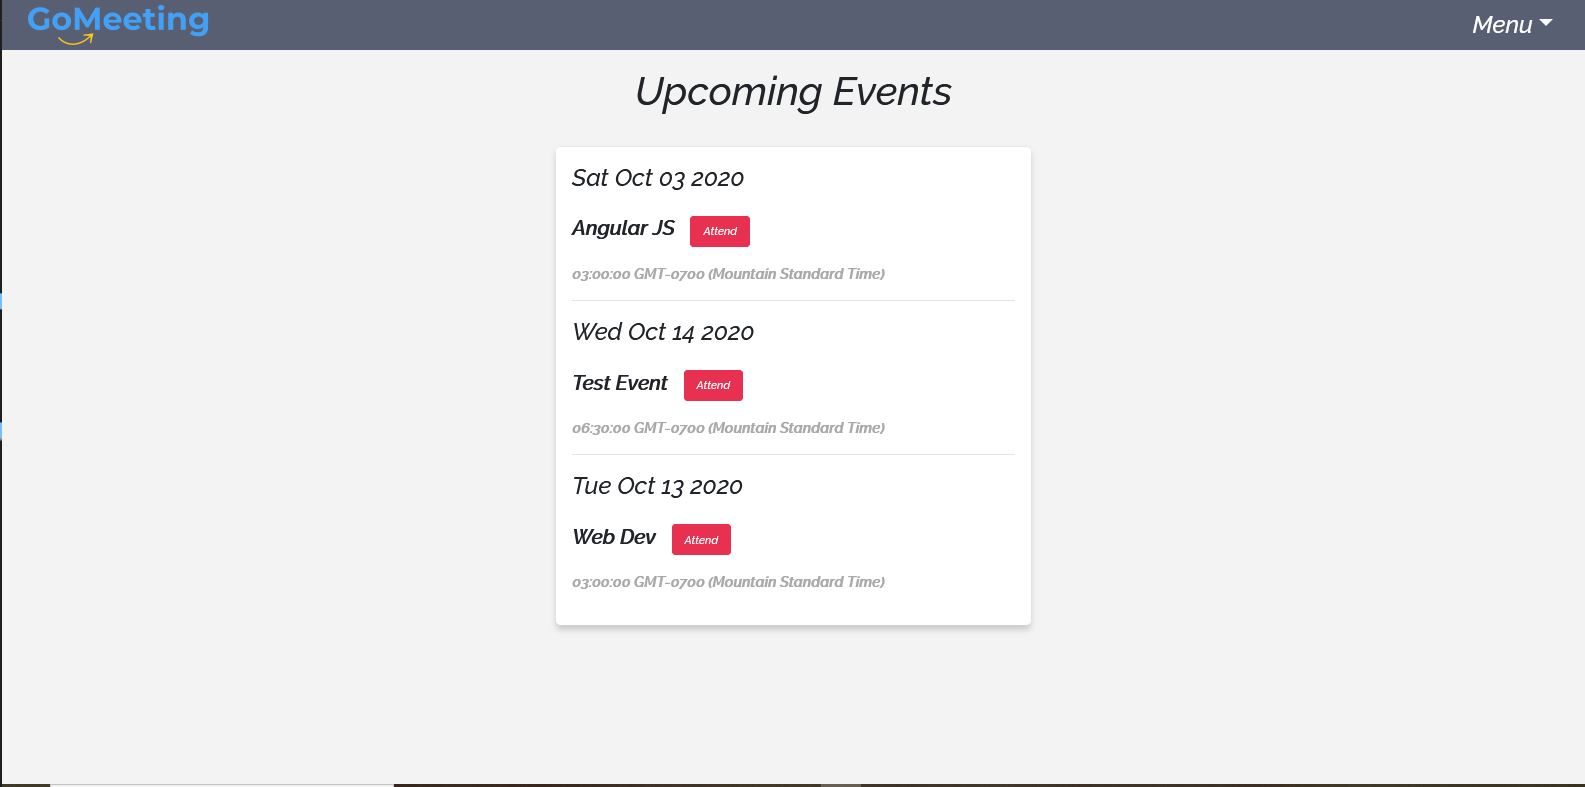 GoMeeting
Menu
Upcoming Events
Sat Oct 03 2020
Angular JS Attend
03:00:00 GMT-0700 (Mountain Standard Time)
Wed Oct 14 2020
Test Event Attend
06:30:00 GMT-0700 (Mountain Standard Time)
Tue Oct 13 2020
Web Dev Attend
03:00:00 GMT-0700 (Mountain Standard Time)